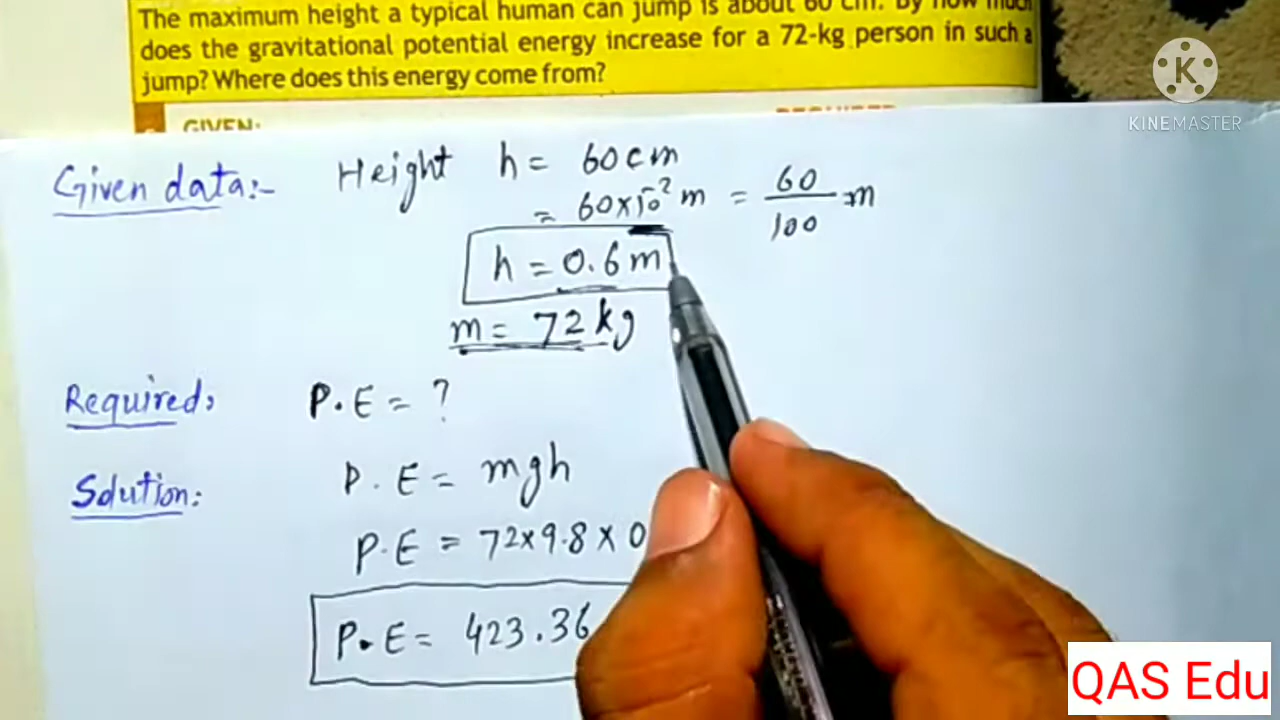 The maximum height a typical human can jump is about 60 cm. By how much
does the gravitational potential energy increase for a 72-kg person in such a
jump? Where does this energy come from?
KINEMASTER
GIVEN:
Given data:- Height h = 60 cm
= 60×10⁻² m = 60/100 m
h = 0.6 m
m = 72 kg
Required: P.E = ?
Solution: P.E = mgh
P.E = 72×9.8×0
P.E = 423.36
QAS Edu